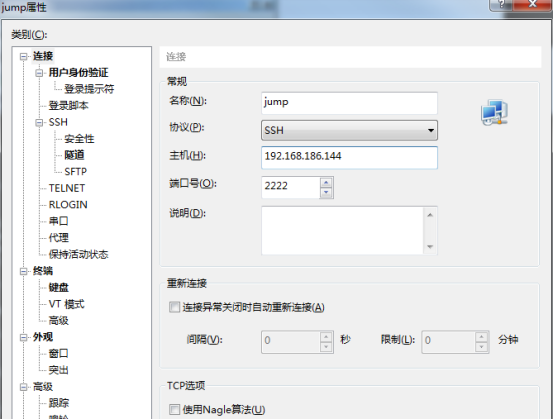 jump属性
类别(C):
连接
用户身份验证
登录提示符
登录脚本
SSH
安全性
隧道
SFTP
TELNET
RLOGIN
串口
代理
保持活动状态
终端
键盘
VT 模式
高级
外观
窗口
突出
高级
跟踪
连接
常规
名称(N): jump
协议(P): SSH
主机(H): 192.168.186.144
端口号(O): 2222
说明(D):
重新连接
连接异常关闭时自动重新连接(A)
间隔(V): 0 秒 限制(L): 0 分钟
TCP选项
使用Nagle算法(U)